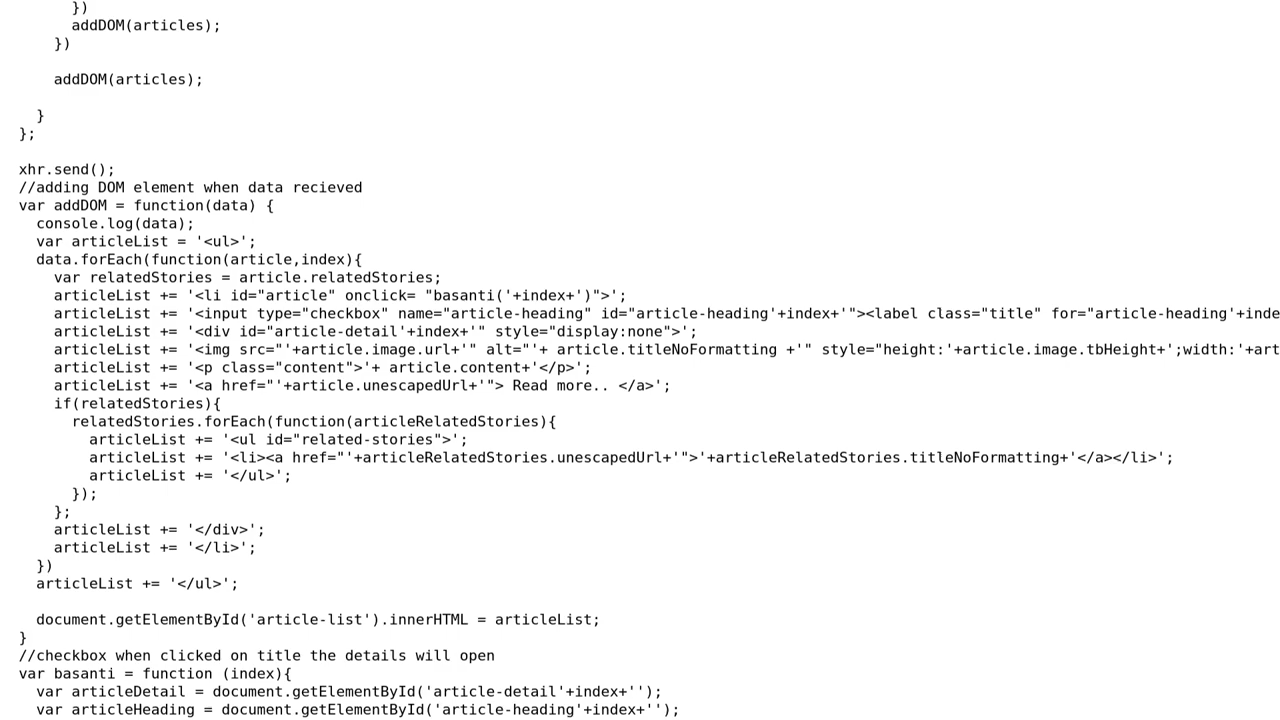 })
addDOM(articles);
})
addDOM(articles);
}
};
xhr.send();
//adding DOM element when data recieved
var addDOM = function(data) {
console.log(data);
var articleList = '<ul>';
data.forEach(function(article,index){
var relatedStories = article.relatedStories;
articleList += '<li id="article" onclick= "basanti('+index+')">';
articleList += '<input type="checkbox" name="article-heading" id="article-heading'+index+'"><label class="title" for="article-heading'+inde
articleList += '<div id="article-detail'+index+'" style="display:none">';
articleList += '<img src="'+article.image.url+'" alt="'+ article.titleNoFormatting +'" style="height:'+article.image.tbHeight+';width:'+art
articleList += '<p class="content">'+ article.content+'</p>';
articleList += '<a href="'+article.unescapedUrl+'"> Read more.. </a>';
if(relatedStories){
relatedStories.forEach(function(articleRelatedStories){
articleList += '<ul id="related-stories">';
articleList += '<li><a href="'+articleRelatedStories.unescapedUrl+'">'+articleRelatedStories.titleNoFormatting+'</a></li>';
articleList += '</ul>';
});
};
articleList += '</div>';
articleList += '</li>';
})
articleList += '</ul>';
document.getElementById('article-list').innerHTML = articleList;
}
//checkbox when clicked on title the details will open
var basanti = function (index){
var articleDetail = document.getElementById('article-detail'+index+'');
var articleHeading = document.getElementById('article-heading'+index+'');